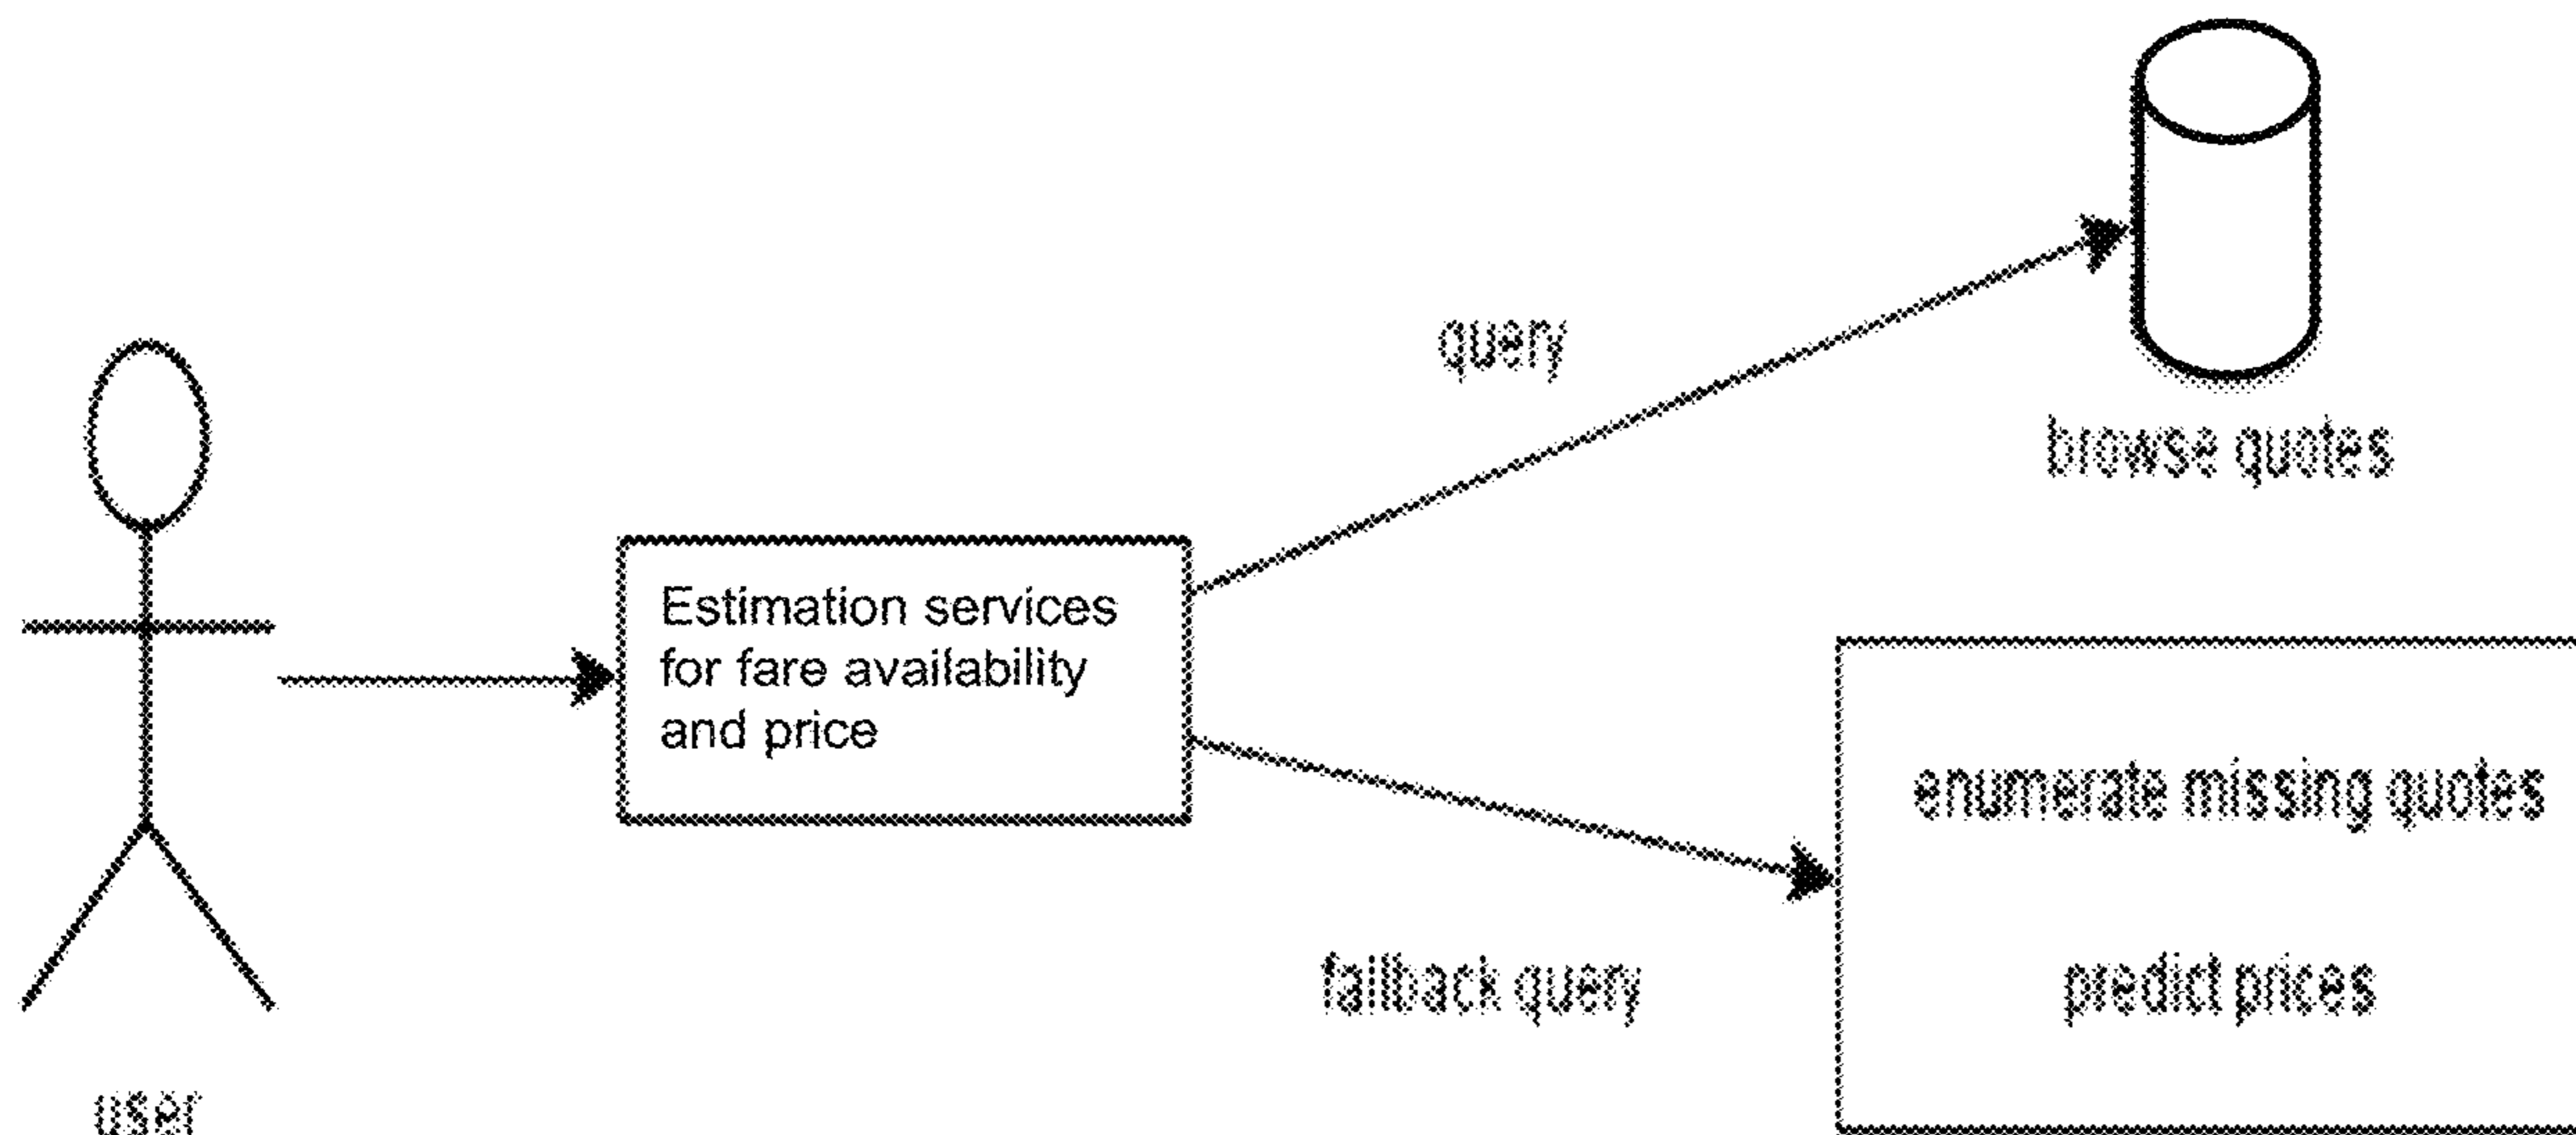 query
browse quotes
Estimation services
for fare availability
and price
enumerate missing quotes
predict prices
fallback query
user